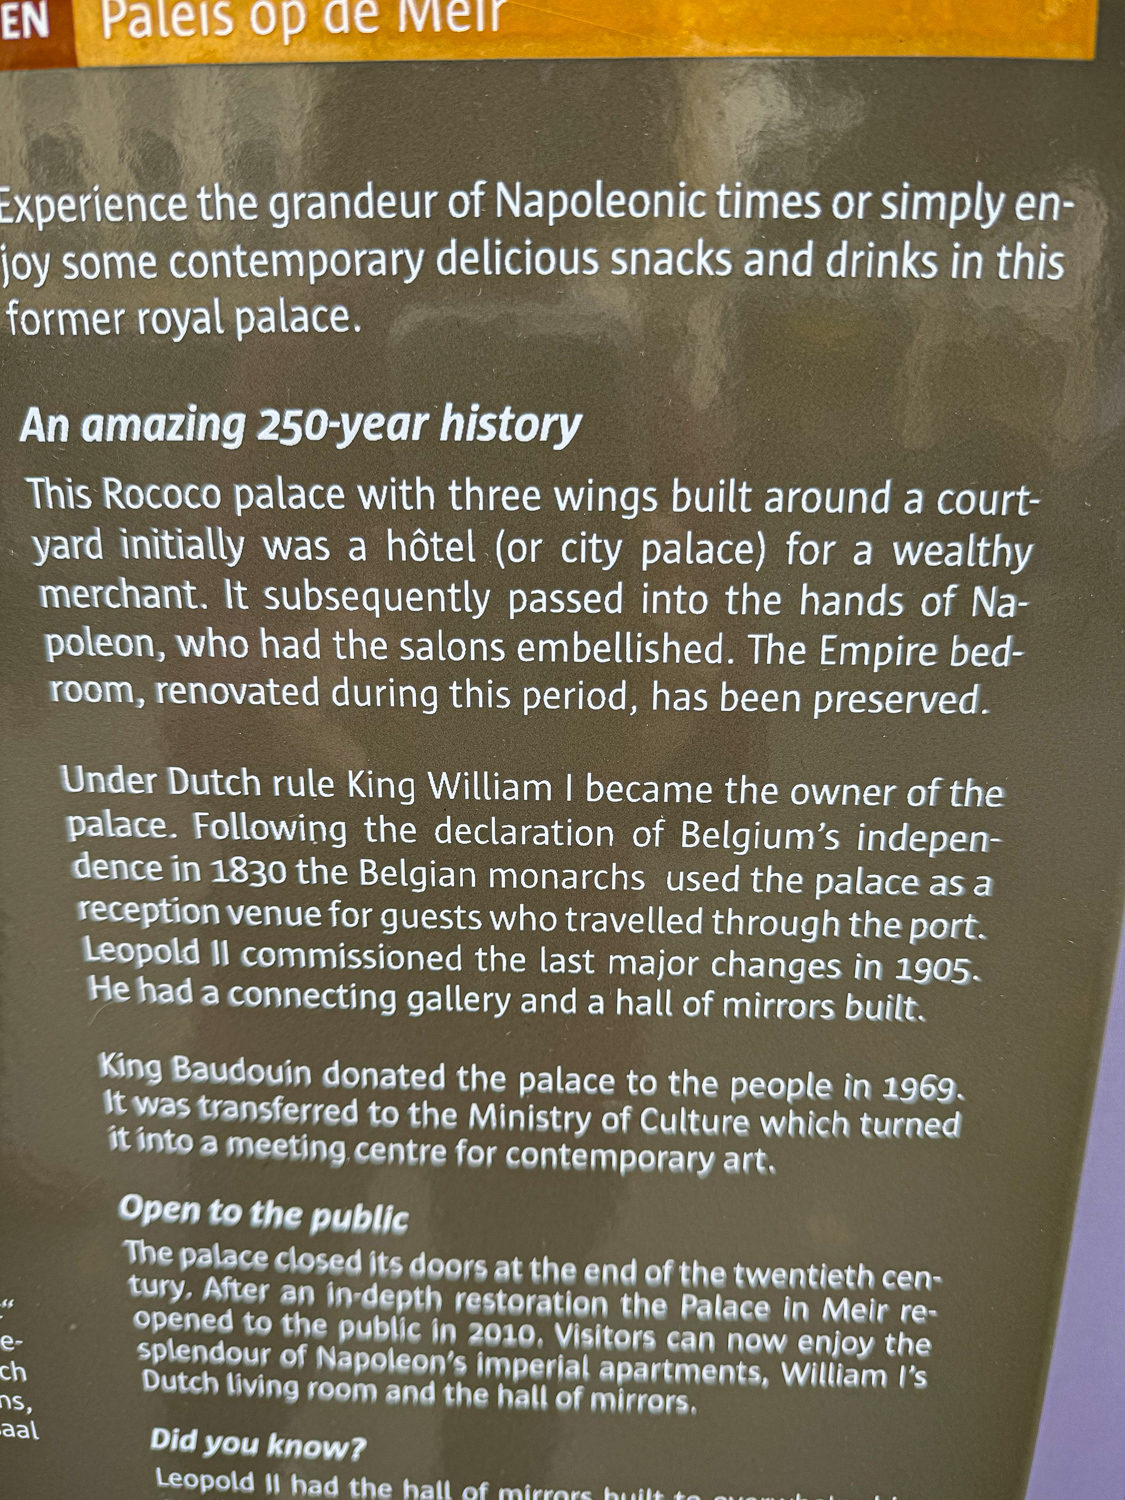 EN Paleis op de Meir
Experience the grandeur of Napoleonic times or simply en-
joy some contemporary delicious snacks and drinks in this
former royal palace.
An amazing 250-year history
This Rococo palace with three wings built around a court-
yard initially was a hôtel (or city palace) for a wealthy
merchant. It subsequently passed into the hands of Na-
poleon, who had the salons embellished. The Empire bed-
room, renovated during this period, has been preserved.
Under Dutch rule King William I became the owner of the
palace. Following the declaration of Belgium's indepen-
dence in 1830 the Belgian monarchs used the palace as a
reception venue for guests who travelled through the port.
Leopold II commissioned the last major changes in 1905.
He had a connecting gallery and a hall of mirrors built.
King Baudouin donated the palace to the people in 1969.
It was transferred to the Ministry of Culture which turned
it into a meeting centre for contemporary art.
Open to the public
The palace closed its doors at the end of the twentieth cen-
tury. After an in-depth restoration the Palace in Meir re-
opened to the public in 2010. Visitors can now enjoy the
splendour of Napoleon's imperial apartments, William I's
Dutch living room and the hall of mirrors.
Did you know?
Leopold II had the hall of mirrors built to
"
e-
ch
ns,
aal